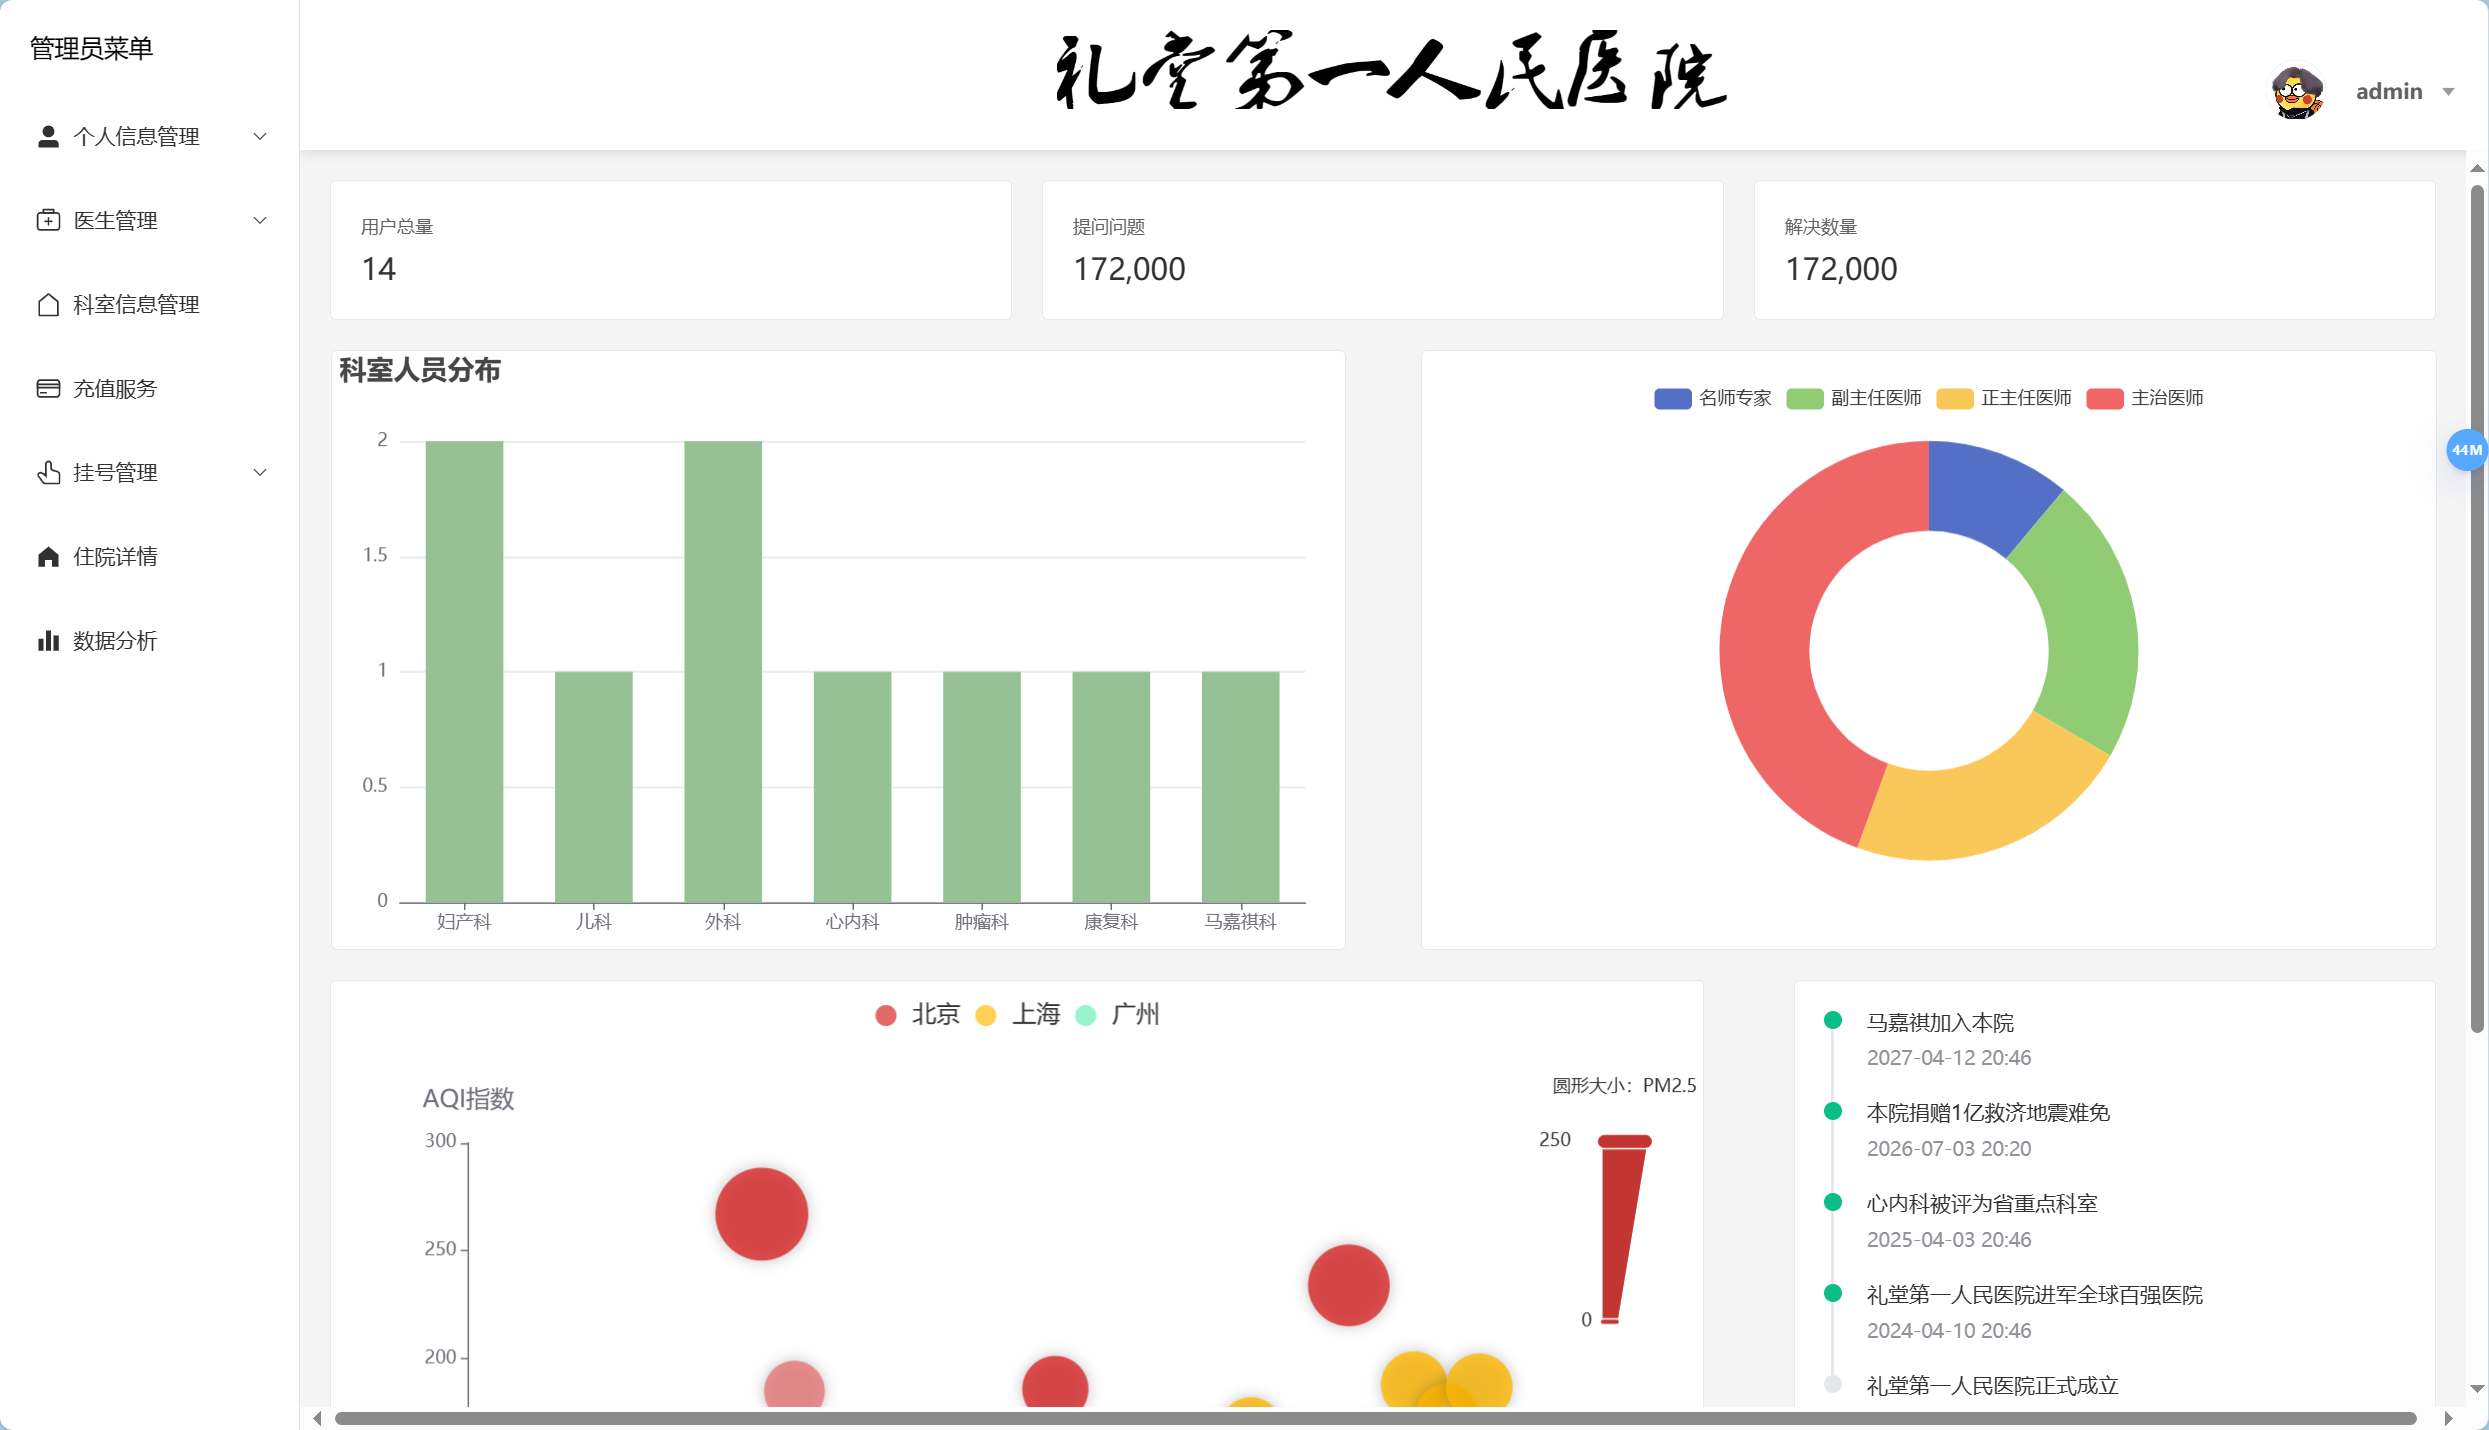 管理员菜单
个人信息管理
医生管理
科室信息管理
充值服务
挂号管理
住院详情
数据分析
礼堂第一人民医院
admin
用户总量
14
提问问题
172,000
解决数量
172,000
科室人员分布
2
1.5
1
0.5
0
妇产科 儿科 外科 心内科 肿瘤科 康复科 马嘉祺科
名师专家 副主任医师 正主任医师 主治医师
44M
北京 上海 广州
AQI指数
300
250
200
圆形大小：PM2.5
250
0
马嘉祺加入本院
2027-04-12 20:46
本院捐赠1亿救济地震难免
2026-07-03 20:20
心内科被评为省重点科室
2025-04-03 20:46
礼堂第一人民医院进军全球百强医院
2024-04-10 20:46
礼堂第一人民医院正式成立